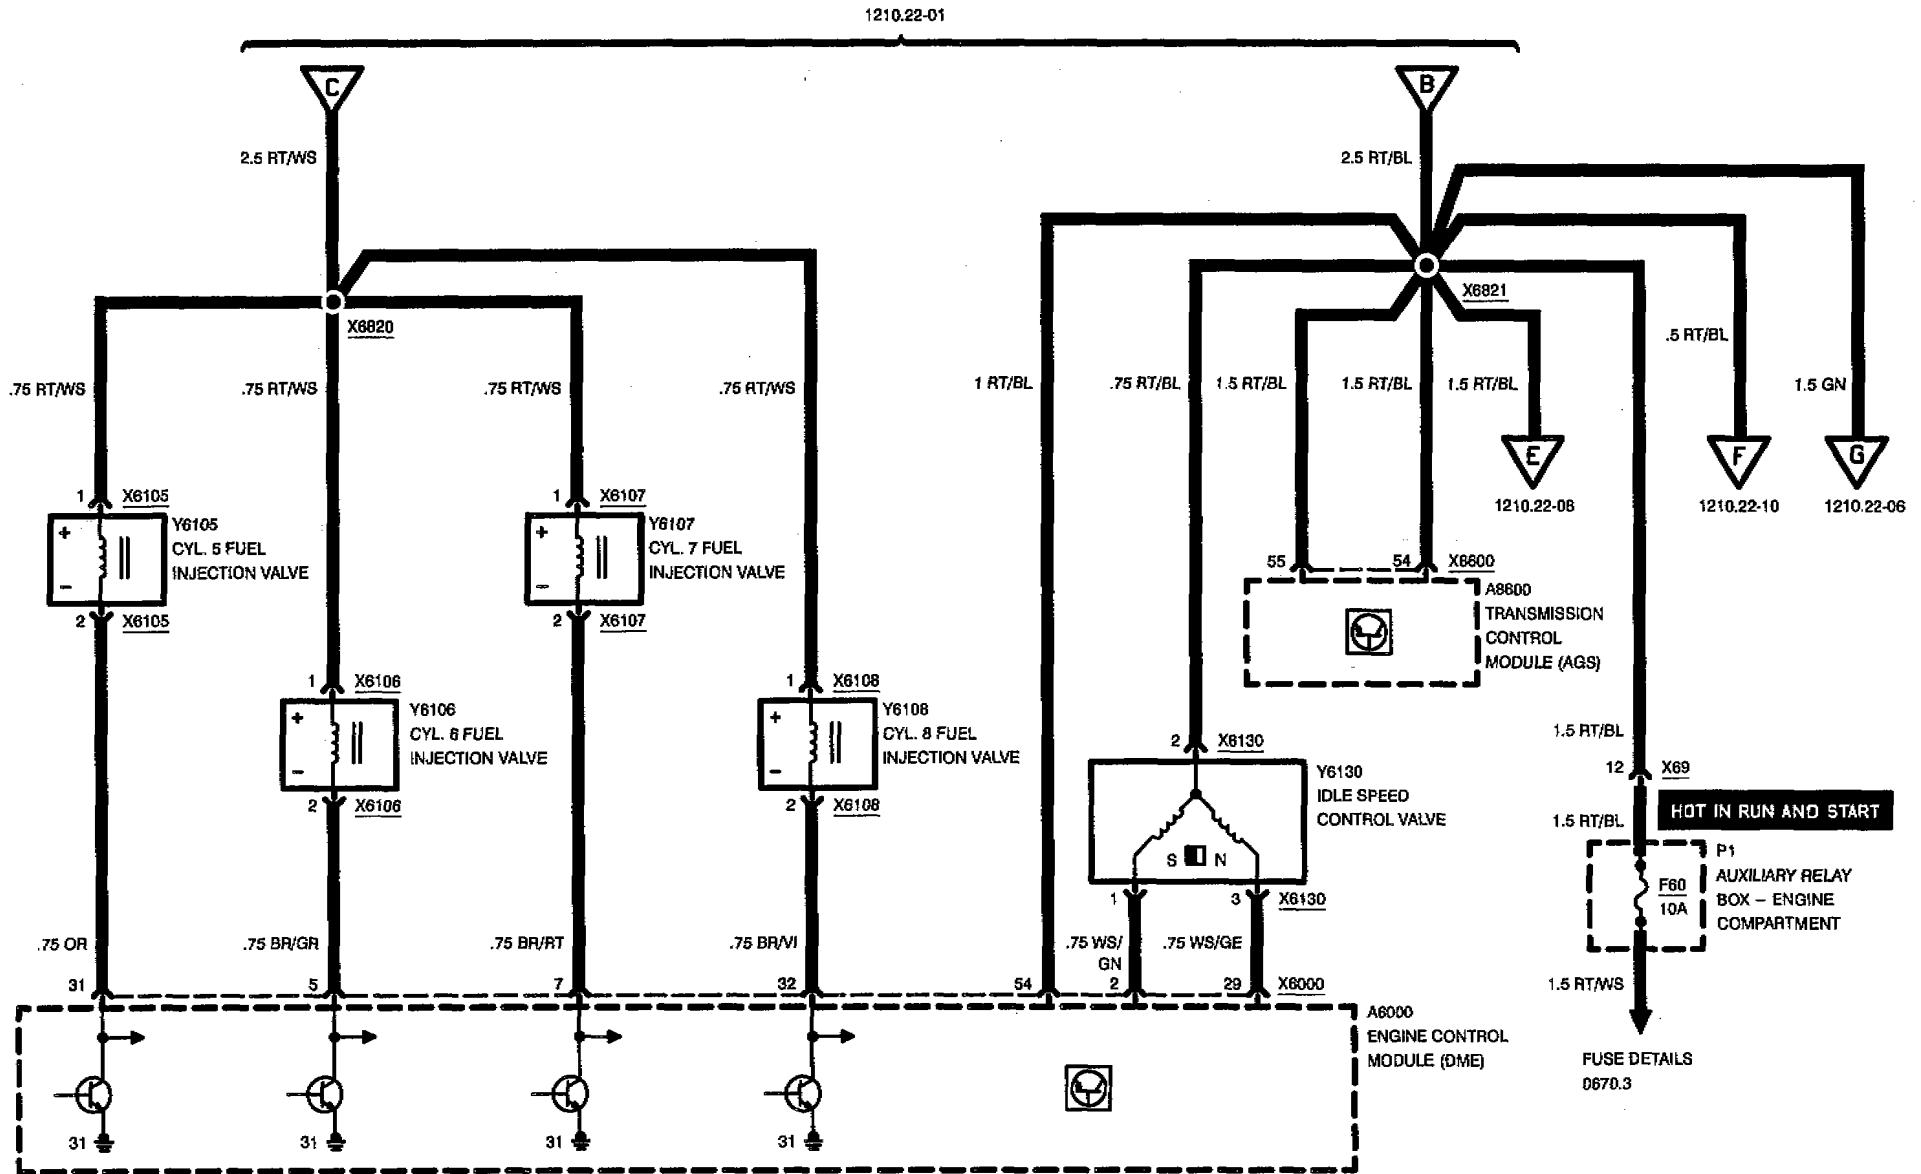 1210.22-01
C
B
2.5 RT/WS
2.5 RT/BL
X6820
X6821
.5 RT/BL
.75 RT/WS
.75 RT/WS
.75 RT/WS
.75 RT/WS
1 RT/BL
.75 RT/BL
1.5 RT/BL
1.5 RT/BL
1.5 RT/BL
1.5 GN
E
F
G
1210.22-08
1210.22-10
1210.22-06
1 X6105
Y6105
CYL. 5 FUEL
INJECTION VALVE
+
–
2 X6105
1 X6107
Y6107
CYL. 7 FUEL
INJECTION VALVE
+
–
2 X6107
55
54
X8600
A8600
TRANSMISSION
CONTROL
MODULE (AGS)
1 X6106
Y6106
CYL. 6 FUEL
INJECTION VALVE
+
–
2 X6106
1 X6108
Y6108
CYL. 8 FUEL
INJECTION VALVE
+
–
2 X6108
2 X6130
Y6130
IDLE SPEED
CONTROL VALVE
S N
1
3 X6130
1.5 RT/BL
12 X69
HOT IN RUN AND START
1.5 RT/BL
P1
AUXILIARY RELAY
BOX – ENGINE
COMPARTMENT
F60
10A
1.5 RT/WS
FUSE DETAILS
0670.3
.75 OR
.75 BR/GR
.75 BR/RT
.75 BR/VI
.75 WS/
GN
.75 WS/GE
31
5
7
32
54
2
29
X6000
A6000
ENGINE CONTROL
MODULE (DME)
31
31
31
31